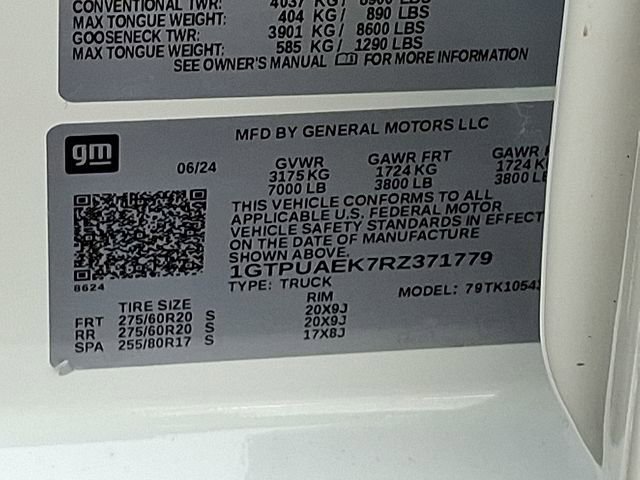 CONVENTIONAL TWR: 4037 KG/ 8900 LBS
MAX TONGUE WEIGHT: 404 KG/ 890 LBS
GOOSENECK TWR: 3901 KG/ 8600 LBS
MAX TONGUE WEIGHT: 585 KG/ 1290 LBS
SEE OWNER'S MANUAL FOR MORE INFORMATION
gm
MFD BY GENERAL MOTORS LLC
06/24 GVWR GAWR FRT GAWR
3175 KG 1724 KG 1724
7000 LB 3800 LB 3800 LB
THIS VEHICLE CONFORMS TO ALL
APPLICABLE U.S. FEDERAL MOTOR
VEHICLE SAFETY STANDARDS IN EFFECT
ON THE DATE OF MANUFACTURE
SHOWN ABOVE.
1GTPUAEK7RZ371779
8624
TYPE: TRUCK MODEL: 79TK1054
TIRE SIZE RIM
FRT 275/60R20 S 20X9J
RR 275/60R20 S 20X9J
SPA 255/80R17 S 17X8J